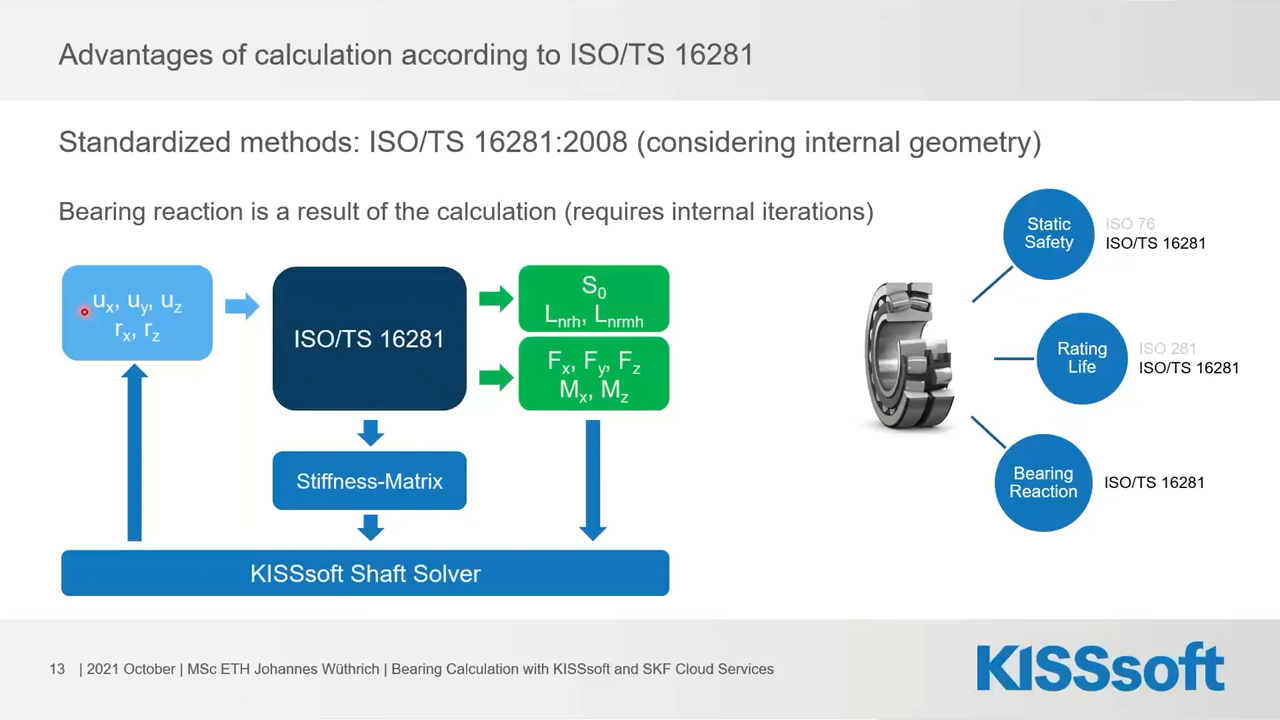 Advantages of calculation according to ISO/TS 16281
Standardized methods: ISO/TS 16281:2008 (considering internal geometry)
Bearing reaction is a result of the calculation (requires internal iterations)
ux, uy, uz
rx, rz
ISO/TS 16281
S0
Lnrh, Lnrmh
Fx, Fy, Fz
Mx, Mz
Stiffness-Matrix
KISSsoft Shaft Solver
Static
Safety
ISO 76
ISO/TS 16281
Rating
Life
ISO 281
ISO/TS 16281
Bearing
Reaction
ISO/TS 16281
13 | 2021 October | MSc ETH Johannes Wüthrich | Bearing Calculation with KISSsoft and SKF Cloud Services
KISSsoft